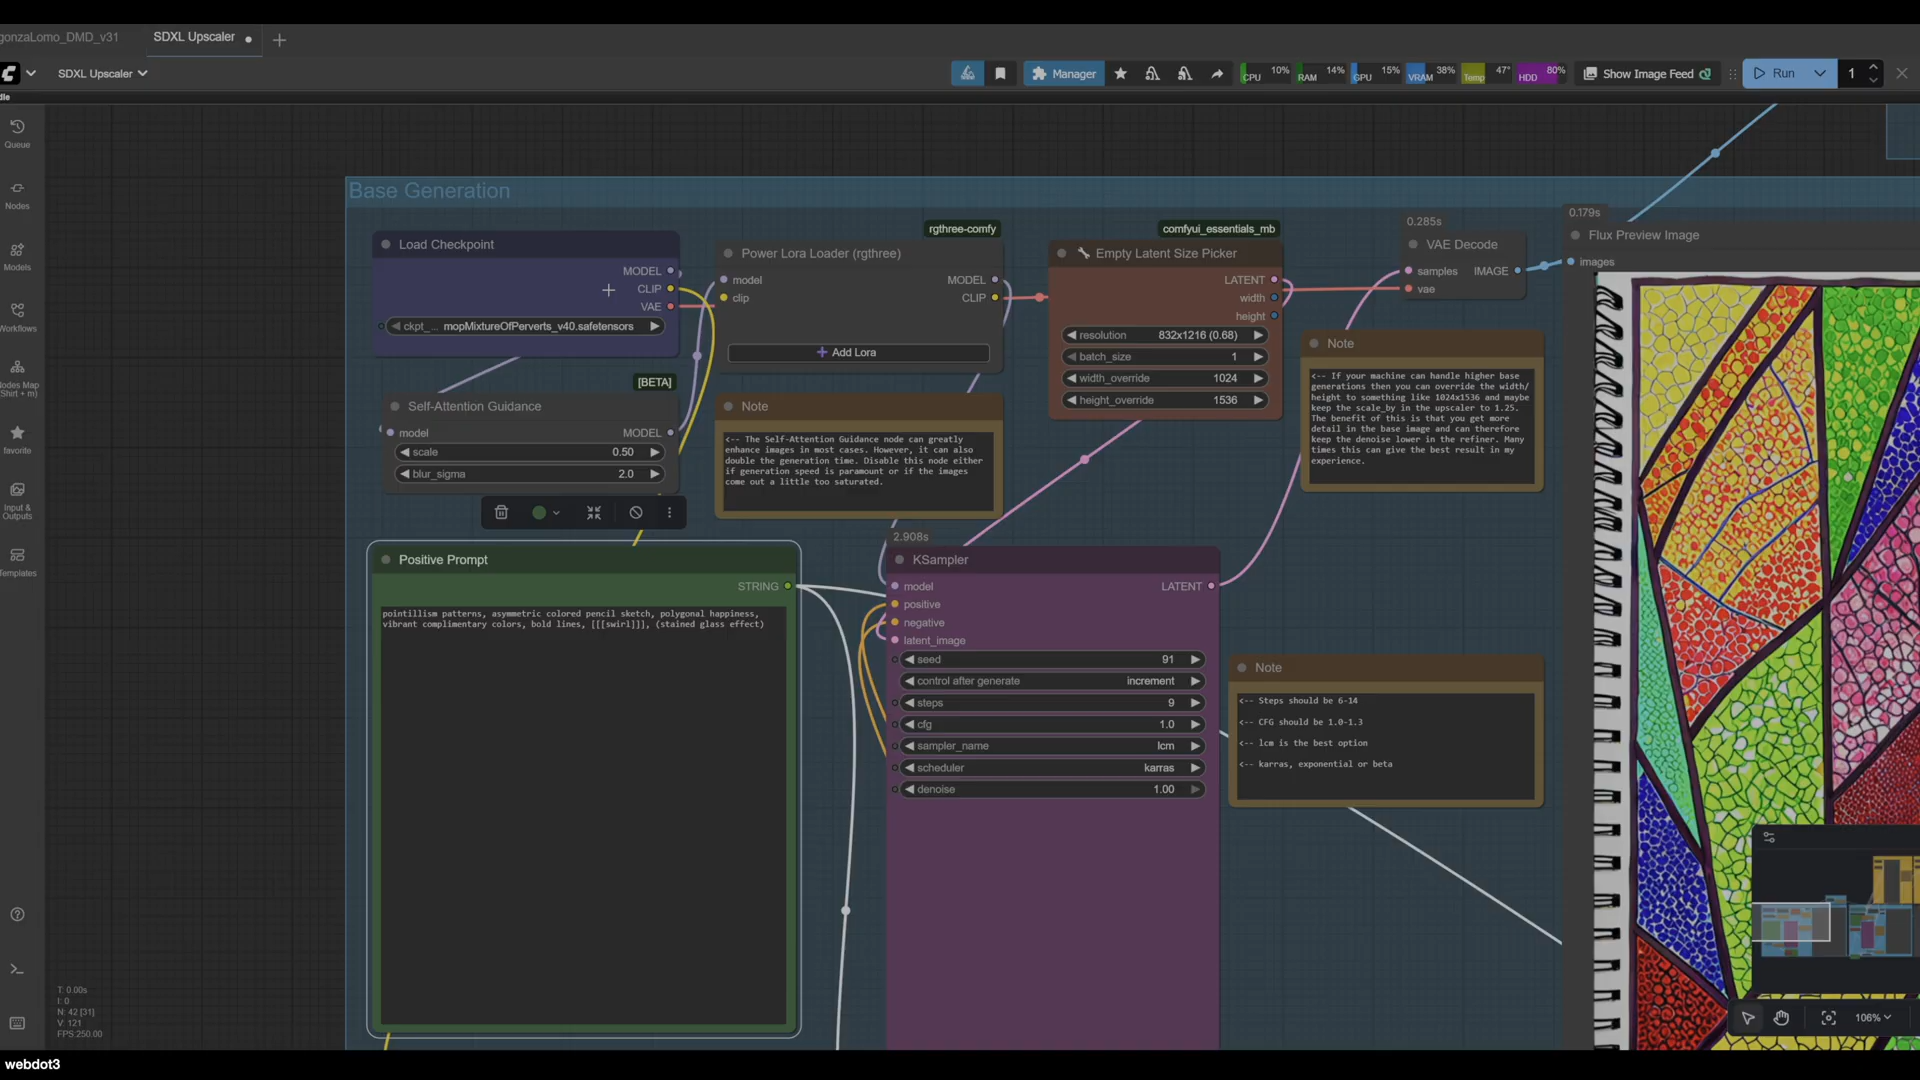 gonzaLomo_DMD_v31
SDXL Upscaler
SDXL Upscaler
Manager
CPU 10%
RAM 14%
GPU 15%
VRAM 38%
Temp 47°
HDD 80%
Show Image Feed
Run
1
Queue
Nodes
Models
Workflows
Nodes Map
(Shift + m)
favorite
Input &
Outputs
Templates
Base Generation
Load Checkpoint
MODEL
CLIP
VAE
ckpt_... mopMixtureOfPerverts_v40.safetensors
[BETA]
Self-Attention Guidance
model MODEL
scale 0.50
blur_sigma 2.0
rgthree-comfy
Power Lora Loader (rgthree)
model MODEL
clip CLIP
Add Lora
Note
<-- The Self-Attention Guidance node can greatly
enhance images in most cases. However, it can also
double the generation time. Disable this node either
if generation speed is paramount or if the images
come out a little too saturated.
comfyui_essentials_mb
Empty Latent Size Picker
LATENT
width
height
resolution 832x1216 (0.68)
batch_size 1
width_override 1024
height_override 1536
0.285s
VAE Decode
samples IMAGE
vae
0.179s
Flux Preview Image
images
Note
<-- If your machine can handle higher base
generations then you can override the width/
height to something like 1024x1536 and maybe
keep the scale_by in the upscaler to 1.25.
The benefit of this is that you get more
detail in the base image and can therefore
keep the denoise lower in the refiner. Many
times this can give the best result in my
experience.
Positive Prompt
STRING
pointillism patterns, asymmetric colored pencil sketch, polygonal happiness,
vibrant complimentary colors, bold lines, [[[swirl]]], (stained glass effect)
2.908s
KSampler
model LATENT
positive
negative
latent_image
seed 91
control after generate increment
steps 9
cfg 1.0
sampler_name lcm
scheduler karras
denoise 1.00
Note
<-- Steps should be 6-14
<-- CFG should be 1.0-1.3
<-- lcm is the best option
<-- karras, exponential or beta
T: 0.00s
I: 0
N: 42 [31]
V: 121
FPS:250.00
106%
webdot3